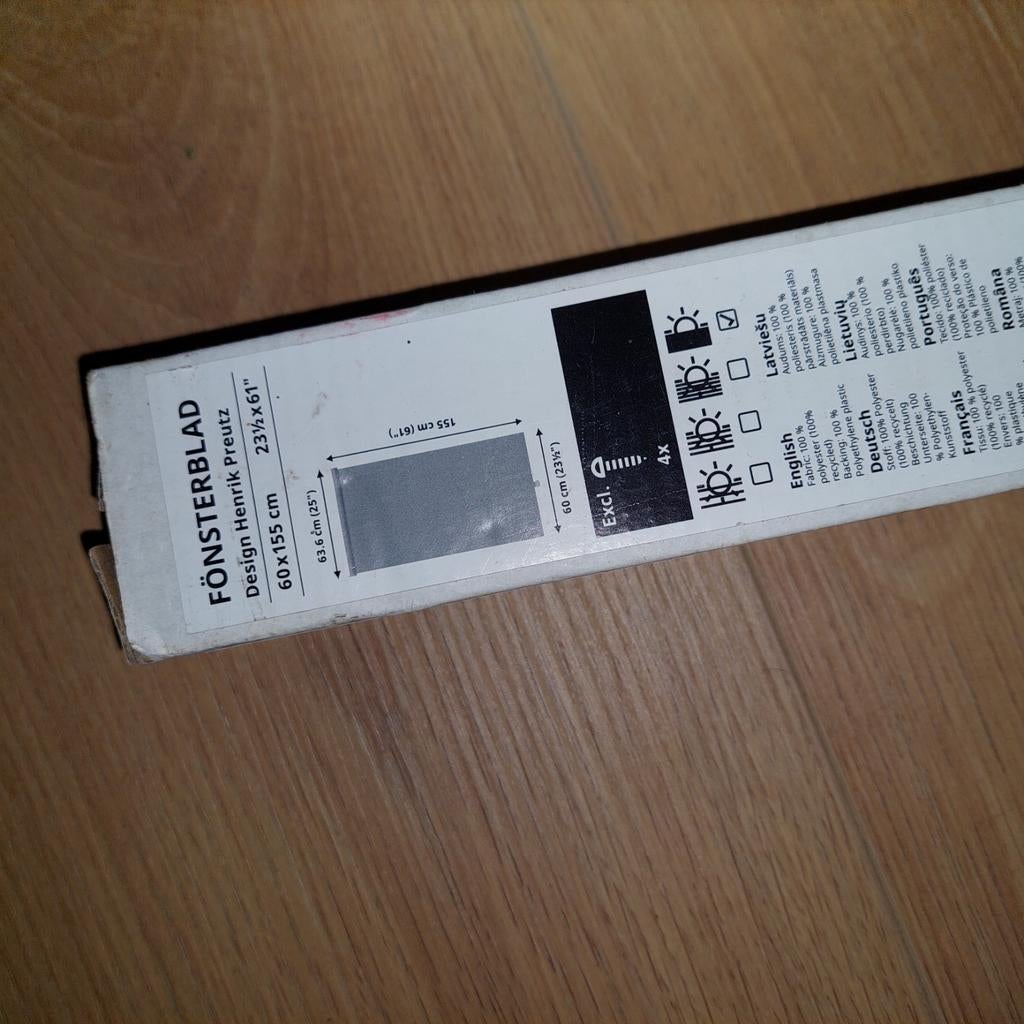 FÖNSTERBLAD
Design Henrik Preutz
60x155 cm 23½x61"
63.6 cm (25")
155 cm (61")
60 cm (23½")
Excl.
4x
English
Fabric: 100 %
polyester (100%
recycled)
Backing: 100 %
Polyethylene plastic
Deutsch
Stoff: 100% Polyester
(100% recycelt)
Beschichtung
Unterseite: 100
% Polyethylen-
Kunststoff
Français
Tissu: 100 % polyester
(100% recyclé)
Envers: 100
% plastique
Latviešu
Audums: 100 %
poliesteris (100 %
pārstrādāts materiāls)
Aizmugure: 100 %
polietilēna plastmasa
Lietuvių
Audinys: 100 %
poliesterio (100 %
perdirbto)
Nugarėlė: 100 %
polietileno plastiko
Português
Tecido: 100% poliéster
(100% reciclado)
Proteção do verso:
100 % Plástico de
polietileno
Româna